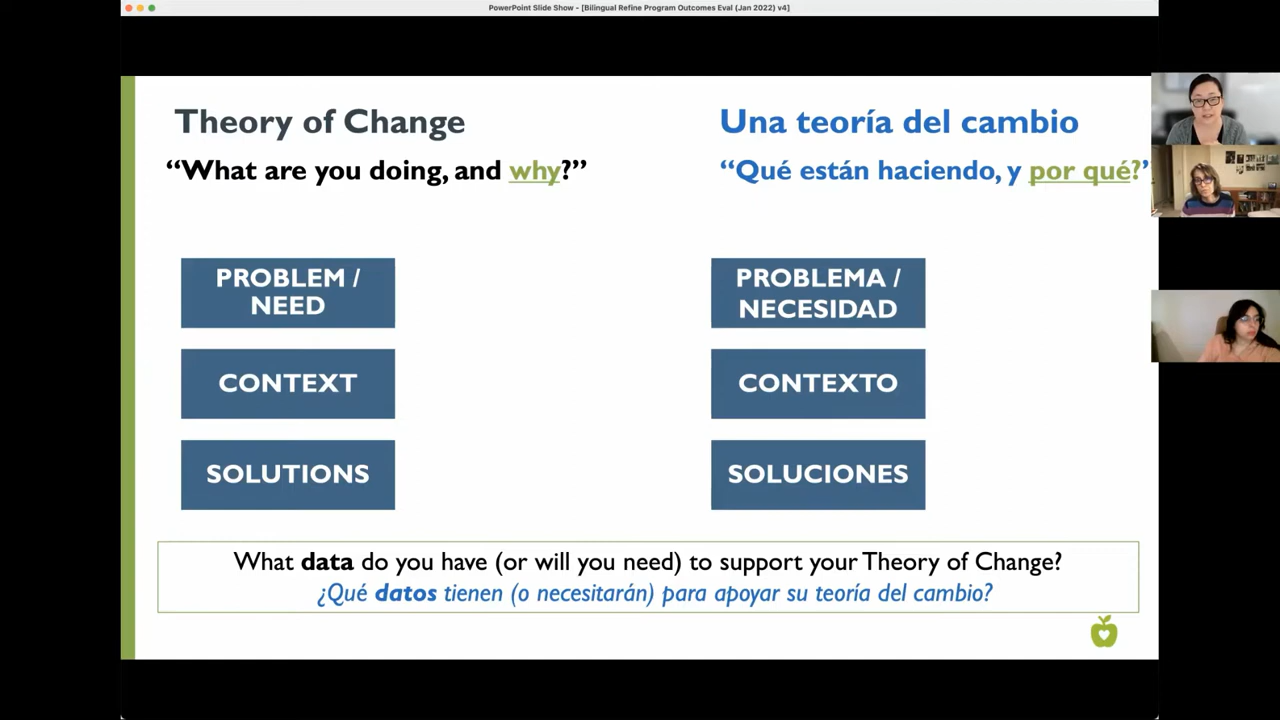 PowerPoint Slide Show - [Bilingual Refine Program Outcomes Eval (Jan 2022) v4]
Theory of Change
“What are you doing, and why?”
PROBLEM /
NEED
CONTEXT
SOLUTIONS
Una teoría del cambio
“Qué están haciendo, y por qué?”
PROBLEMA /
NECESIDAD
CONTEXTO
SOLUCIONES
What data do you have (or will you need) to support your Theory of Change?
¿Qué datos tienen (o necesitarán) para apoyar su teoría del cambio?